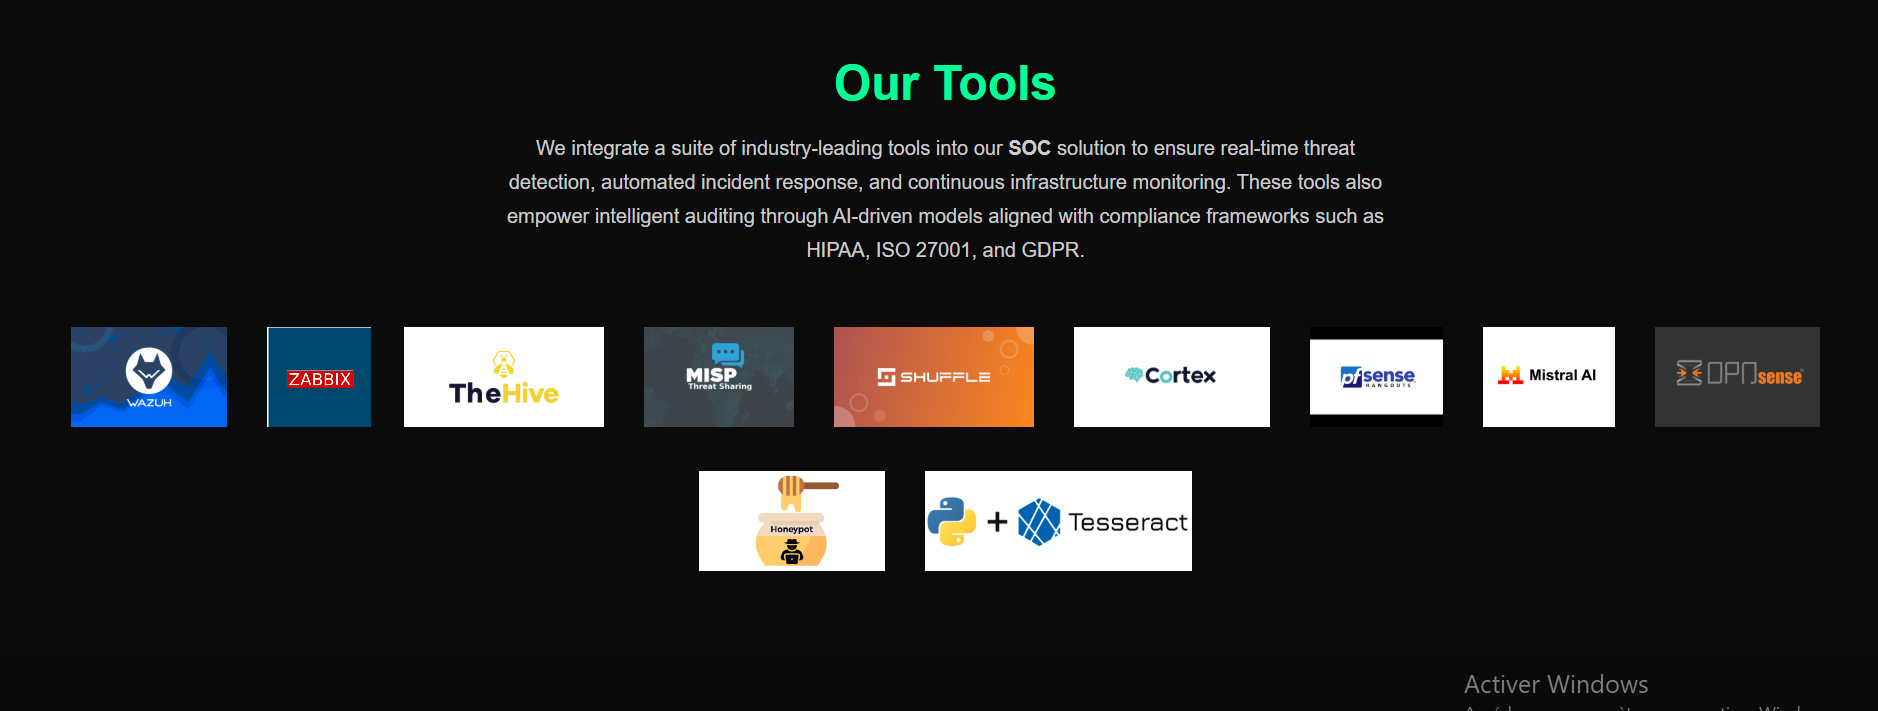 Our Tools
We integrate a suite of industry-leading tools into our SOC solution to ensure real-time threat
detection, automated incident response, and continuous infrastructure monitoring. These tools also
empower intelligent auditing through AI-driven models aligned with compliance frameworks such as
HIPAA, ISO 27001, and GDPR.
WAZUH
ZABBIX
TheHive
MISP
Threat Sharing
SHUFFLE
Cortex
pfsense
HANGOUTS
Mistral AI
OPNsense
Honeypot
+ Tesseract
Activer Windows